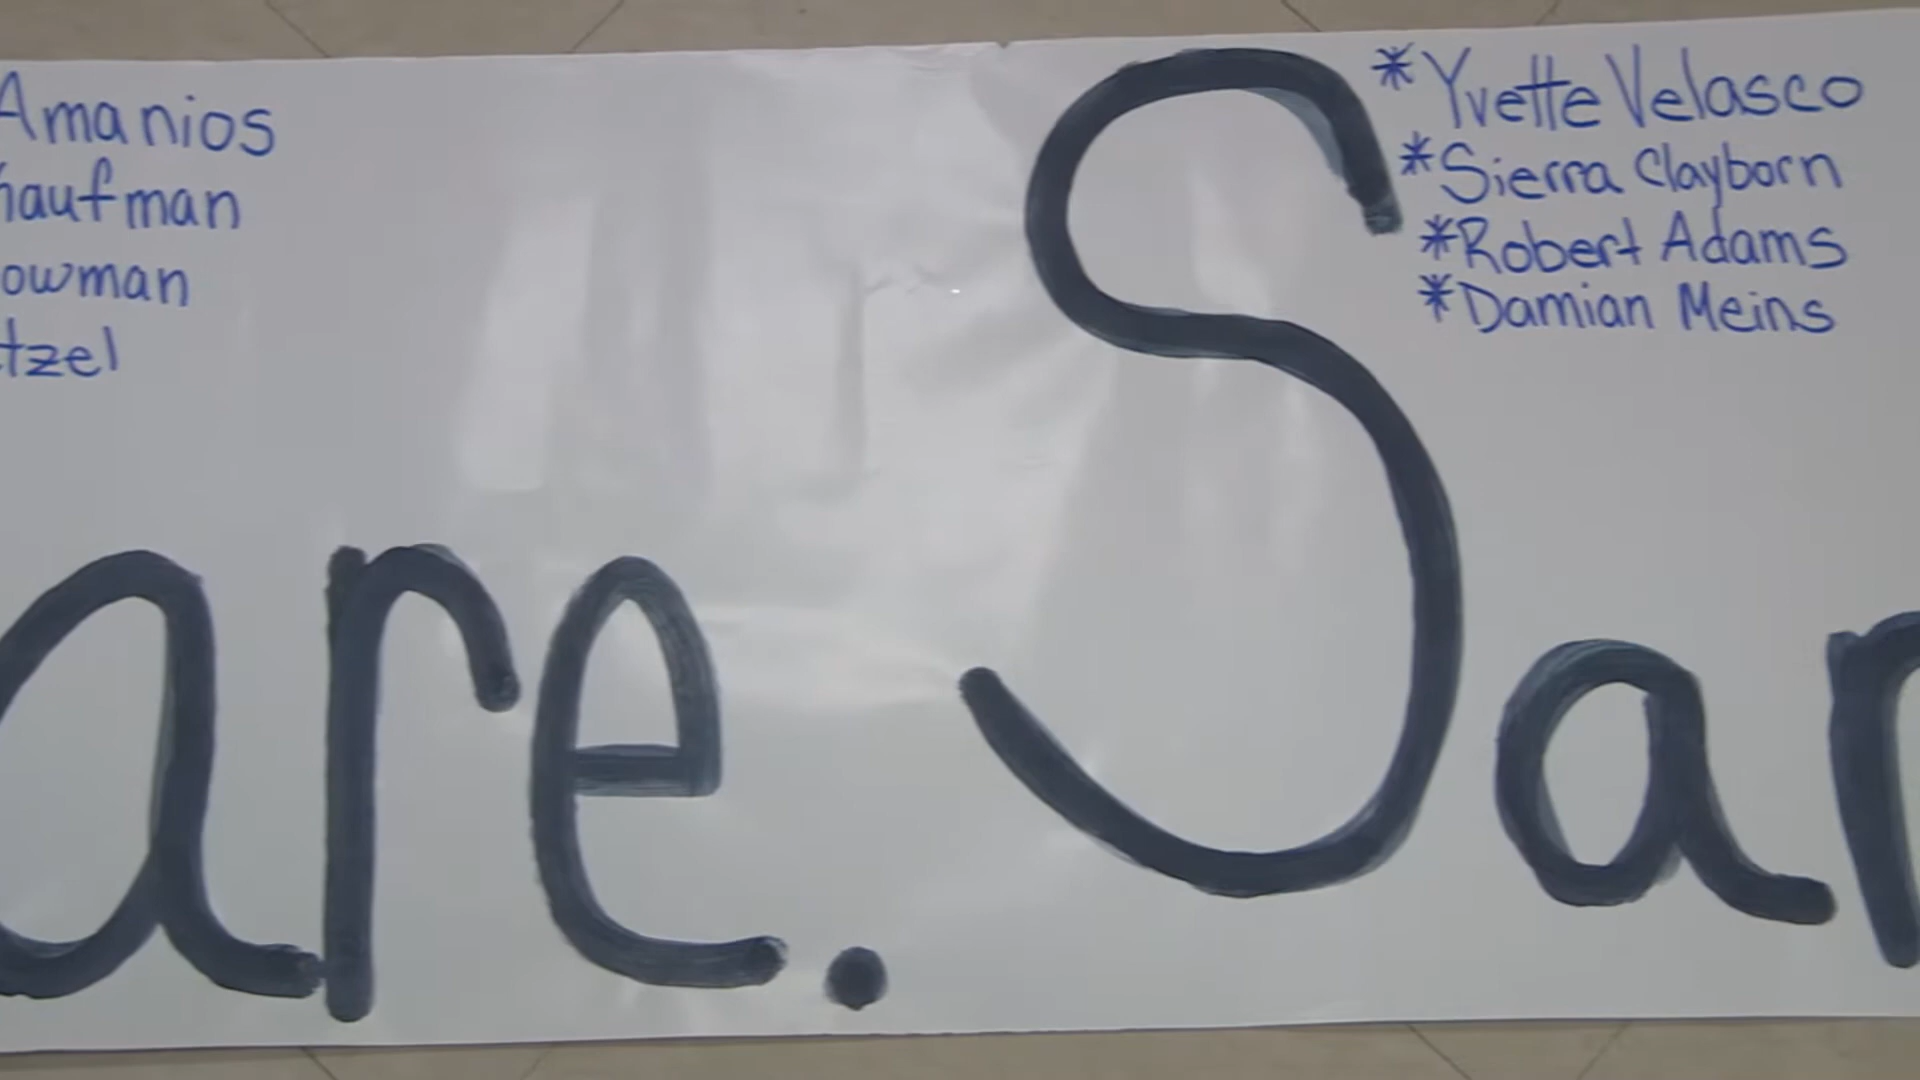 Amanios
haufman
owman
tzel
*Yvette Velasco
*Sierra Clayborn
*Robert Adams
*Damian Meins
are. San